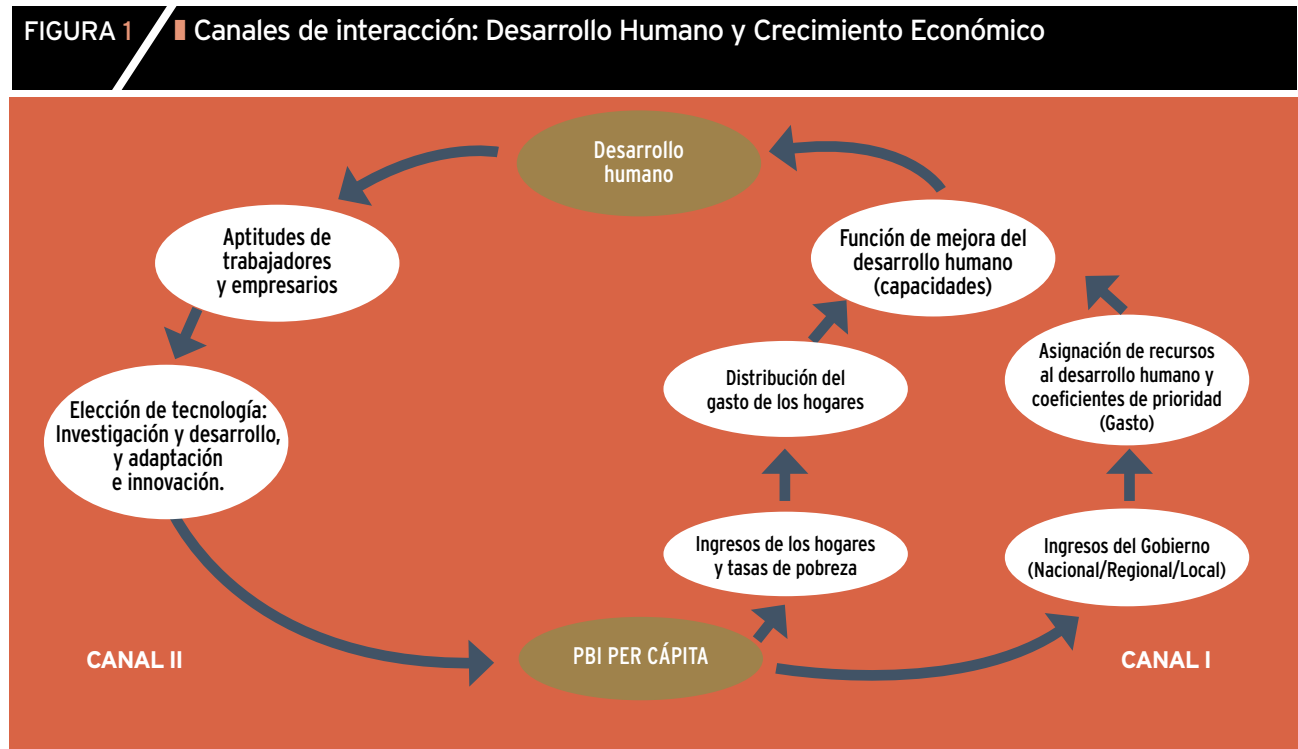 FIGURA 1
Canales de interacción: Desarrollo Humano y Crecimiento Económico
Desarrollo
humano
Aptitudes de
trabajadores
y empresarios
Función de mejora del
desarrollo humano
(capacidades)
Elección de tecnología:
Investigación y desarrollo,
y adaptación
e innovación.
Distribución del
gasto de los hogares
Asignación de recursos
al desarrollo humano y
coeficientes de prioridad
(Gasto)
Ingresos de los hogares
y tasas de pobreza
Ingresos del Gobierno
(Nacional/Regional/Local)
CANAL II
PBI PER CÁPITA
CANAL I